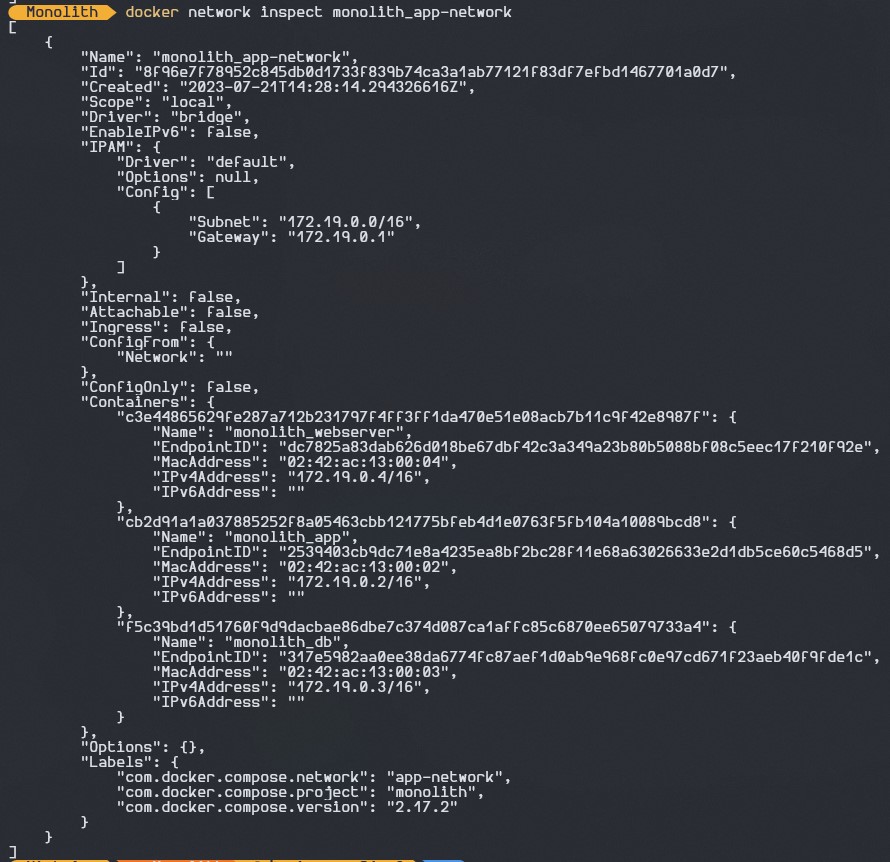 Monolith docker network inspect monolith_app-network
[
    {
        "Name": "monolith_app-network",
        "Id": "8f96e7f78952c845db0d1733f839b74ca3a1ab77121f83df7efbd1467701a0d7",
        "Created": "2023-07-21T14:28:14.294326616Z",
        "Scope": "local",
        "Driver": "bridge",
        "EnableIPv6": false,
        "IPAM": {
            "Driver": "default",
            "Options": null,
            "Config": [
                {
                    "Subnet": "172.19.0.0/16",
                    "Gateway": "172.19.0.1"
                }
            ]
        },
        "Internal": false,
        "Attachable": false,
        "Ingress": false,
        "ConfigFrom": {
            "Network": ""
        },
        "ConfigOnly": false,
        "Containers": {
            "c3e44865629fe287a712b231797f4ff3ff1da470e51e08acb7b11c9f42e8987f": {
                "Name": "monolith_webserver",
                "EndpointID": "dc7825a83dab626d018be67dbf42c3a349a23b80b5088bf08c5eec17f210f92e",
                "MacAddress": "02:42:ac:13:00:04",
                "IPv4Address": "172.19.0.4/16",
                "IPv6Address": ""
            },
            "cb2d91a1a037885252f8a05463cbb121775bfeb4d1e0763f5fb104a10089bcd8": {
                "Name": "monolith_app",
                "EndpointID": "2539403cb9dc71e8a4235ea8bf2bc28f11e68a63026633e2d1db5ce60c5468d5",
                "MacAddress": "02:42:ac:13:00:02",
                "IPv4Address": "172.19.0.2/16",
                "IPv6Address": ""
            },
            "f5c39bd1d51760f9d9dacbae86dbe7c374d087ca1affc85c6870ee65079733a4": {
                "Name": "monolith_db",
                "EndpointID": "317e5982aa0ee38da6774fc87aef1d0ab9e968fc0e97cd671f23aeb40f9fde1c",
                "MacAddress": "02:42:ac:13:00:03",
                "IPv4Address": "172.19.0.3/16",
                "IPv6Address": ""
            }
        },
        "Options": {},
        "Labels": {
            "com.docker.compose.network": "app-network",
            "com.docker.compose.project": "monolith",
            "com.docker.compose.version": "2.17.2"
        }
    }
]